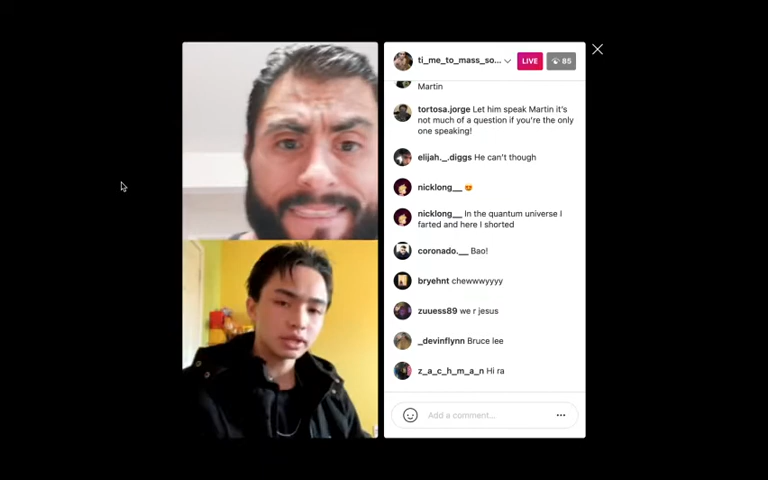 ti_me_to_mass_so...
LIVE
85
Martin
tortosa.jorge Let him speak Martin it's
not much of a question if you're the only
one speaking!
elijah._.diggs He can't though
nicklong__ 😍
nicklong__ In the quantum universe I
farted and here I shorted
coronado.__ Bao!
bryehnt chewwwyyyy
zuuess89 we r jesus
_devinflynn Bruce lee
z_a_c_h_m_a_n Hi ra
Add a comment...